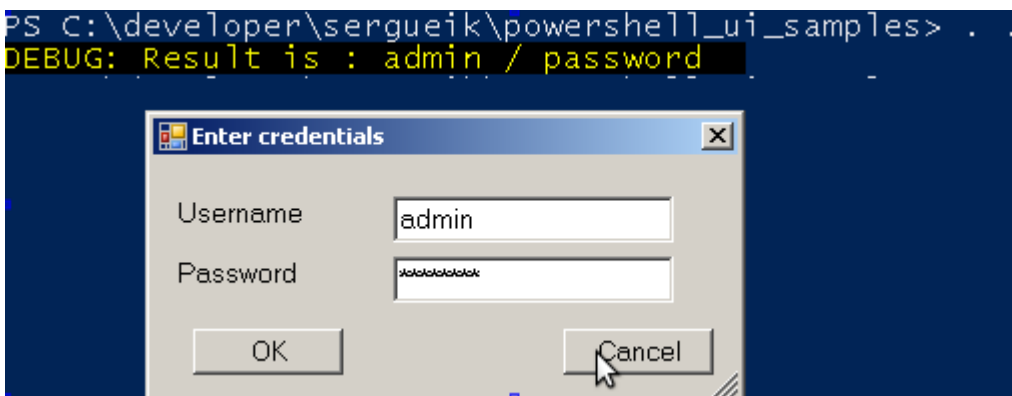 PS C:\developer\sergueik\powershell_ui_samples> . .
DEBUG: Result is : admin / password
Enter credentials
Username
admin
Password
*********
OK
Cancel